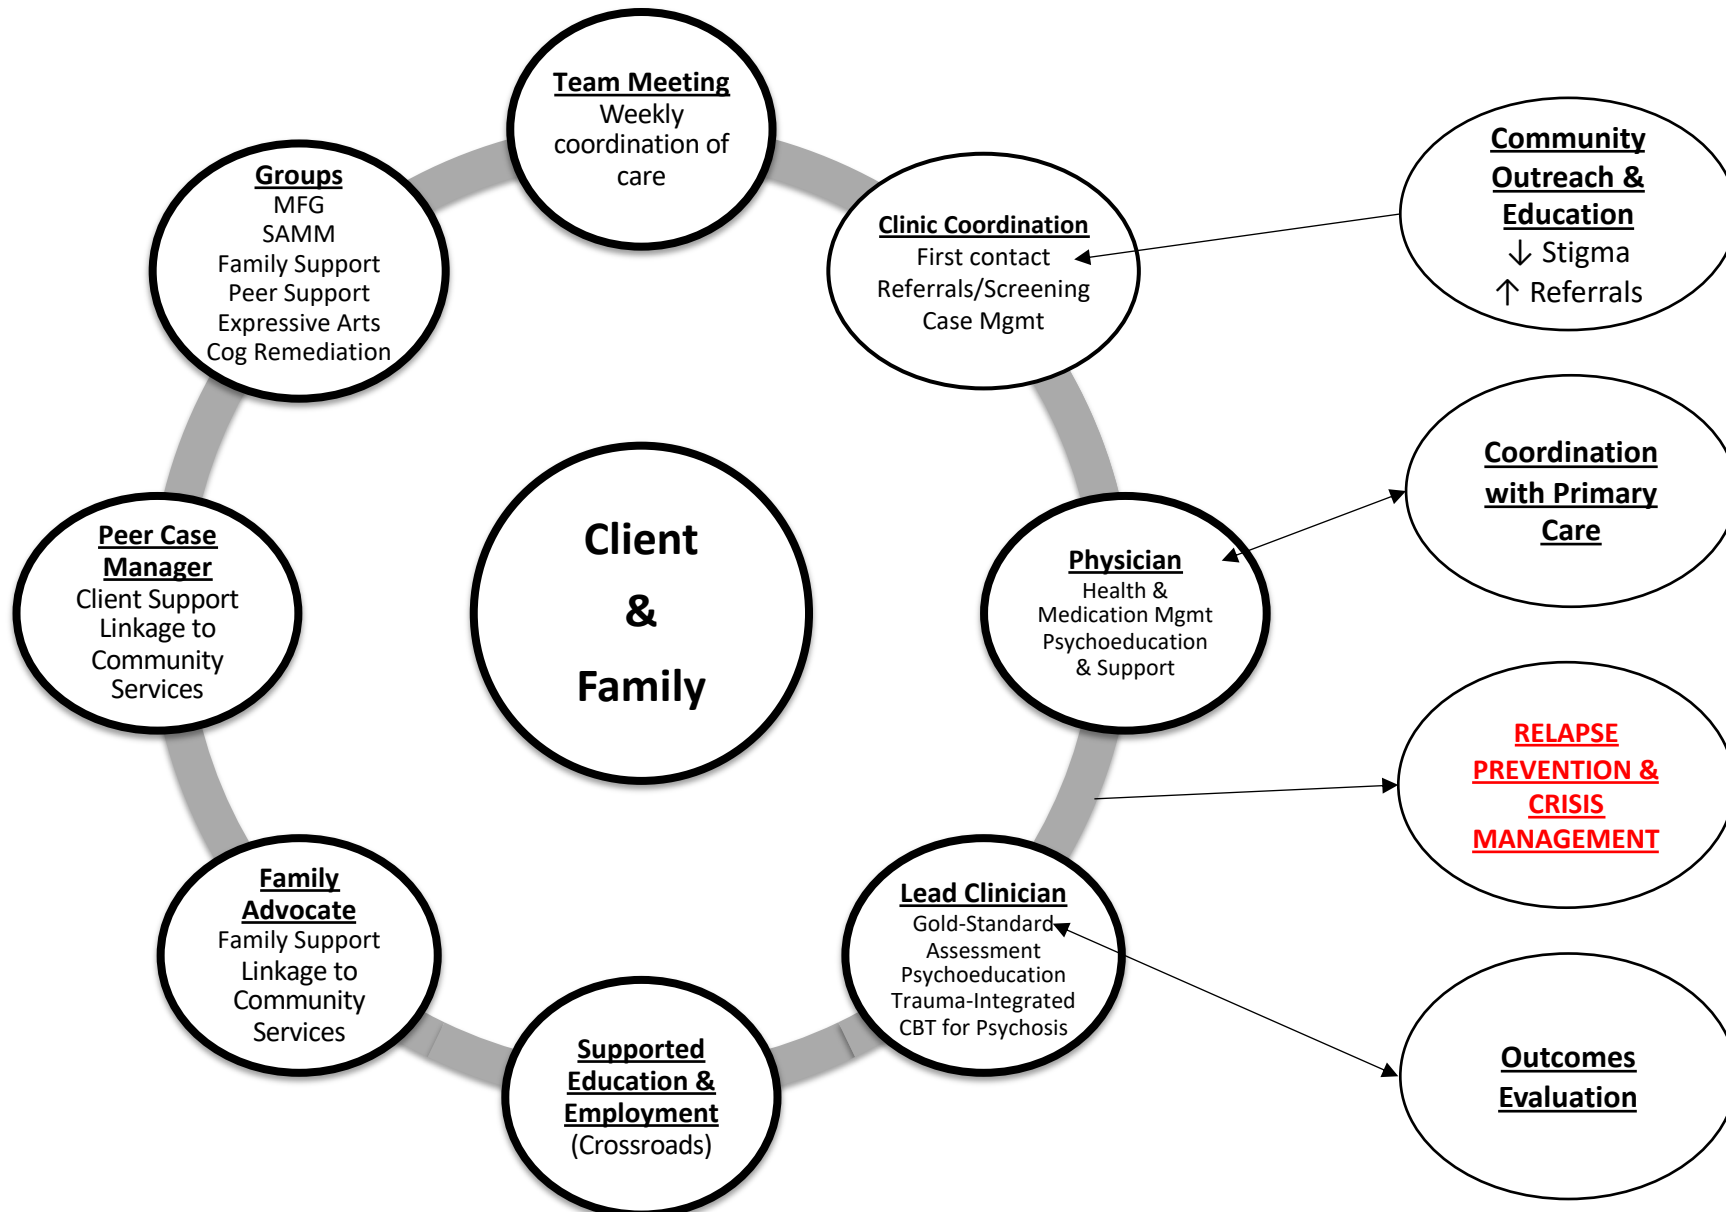 Team Meeting
Weekly
coordination of
care
Groups
MFG
SAMM
Family Support
Peer Support
Expressive Arts
Cog Remediation
Clinic Coordination
First contact
Referrals/Screening
Case Mgmt
Community
Outreach &
Education
↓ Stigma
↑ Referrals
Peer Case
Manager
Client Support
Linkage to
Community
Services
Client
&
Family
Physician
Health &
Medication Mgmt
Psychoeducation
& Support
Coordination
with Primary
Care
RELAPSE
PREVENTION &
CRISIS
MANAGEMENT
Family
Advocate
Family Support
Linkage to
Community
Services
Supported
Education &
Employment
(Crossroads)
Lead Clinician
Gold-Standard
Assessment
Psychoeducation
Trauma-Integrated
CBT for Psychosis
Outcomes
Evaluation